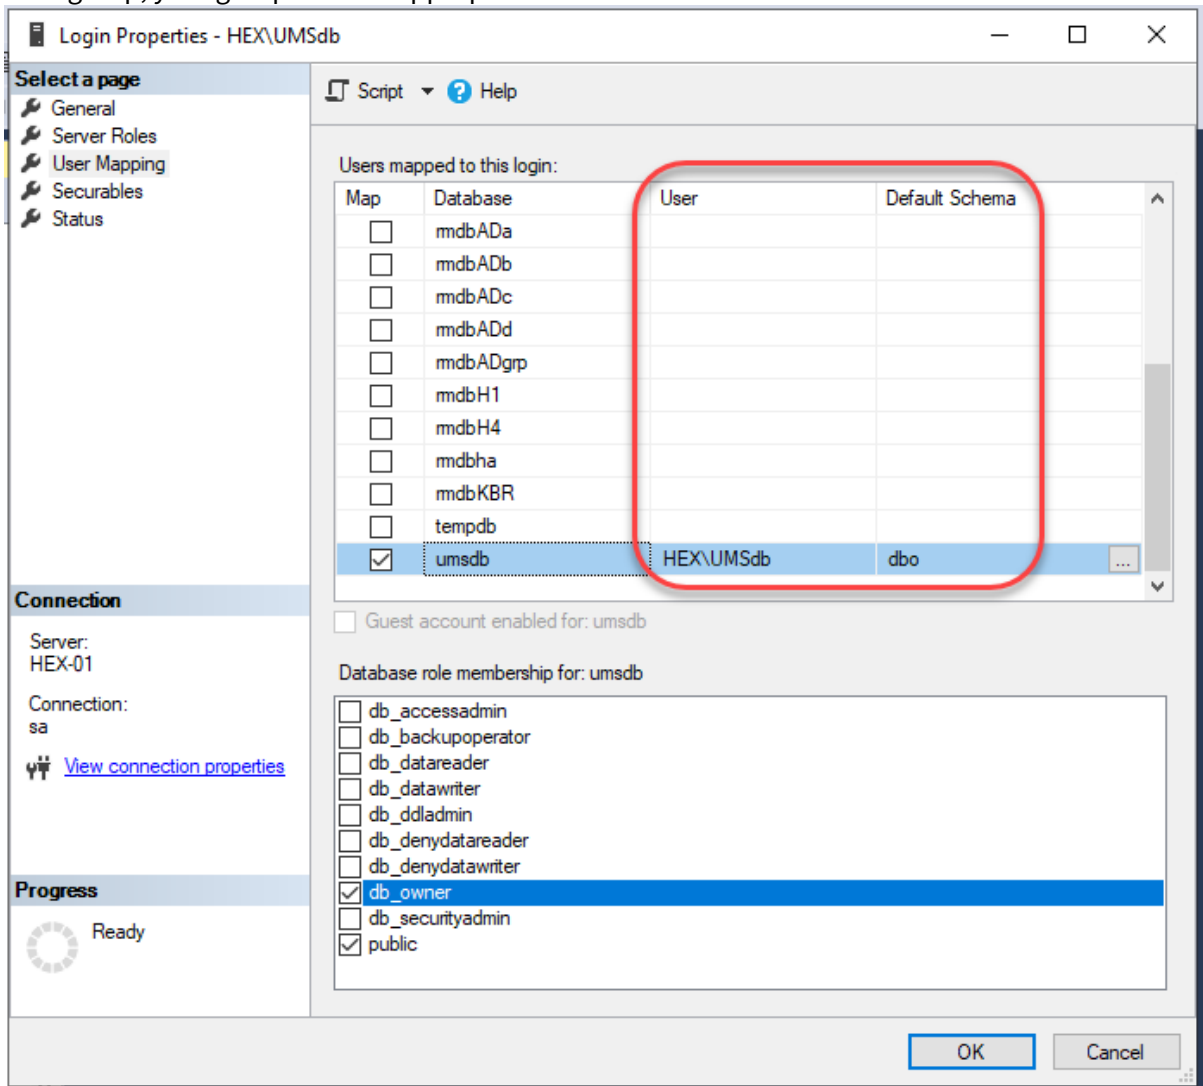 Login Properties - HEX\UMSdb
Select a page
General
Server Roles
User Mapping
Securables
Status
Script
Help
Users mapped to this login:
Map Database User Default Schema
rmdbADa
rmdbADb
rmdbADc
rmdbADd
rmdbADgrp
rmdbH1
rmdbH4
rmdbha
rmdbKBR
tempdb
umsdb HEX\UMSdb dbo ...
Guest account enabled for: umsdb
Database role membership for: umsdb
db_accessadmin
db_backupoperator
db_datareader
db_datawriter
db_ddladmin
db_denydatareader
db_denydatawriter
db_owner
db_securityadmin
public
Connection
Server:
HEX-01
Connection:
sa
View connection properties
Progress
Ready
OK Cancel